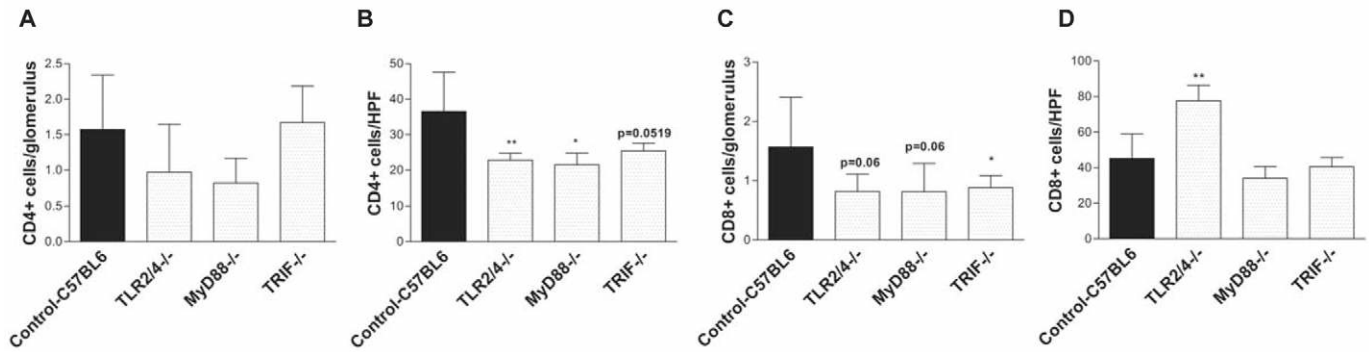 A
CD4+ cells/glomerulus
2.5
2.0
1.5
1.0
0.5
0.0
Control-C57BL6
TLR2/4-/-
MyD88-/-
TRIF-/-
B
CD4+ cells/HPF
50
40
30
20
10
0
**
*
p=0.0519
Control-C57BL6
TLR2/4-/-
MyD88-/-
TRIF-/-
C
CD8+ cells/glomerulus
3
2
1
0
p=0.06
p=0.06
*
Control-C57BL6
TLR2/4-/-
MyD88-/-
TRIF-/-
D
CD8+ cells/HPF
100
80
60
40
20
0
**
Control-C57BL6
TLR2/4-/-
MyD88-/-
TRIF-/-